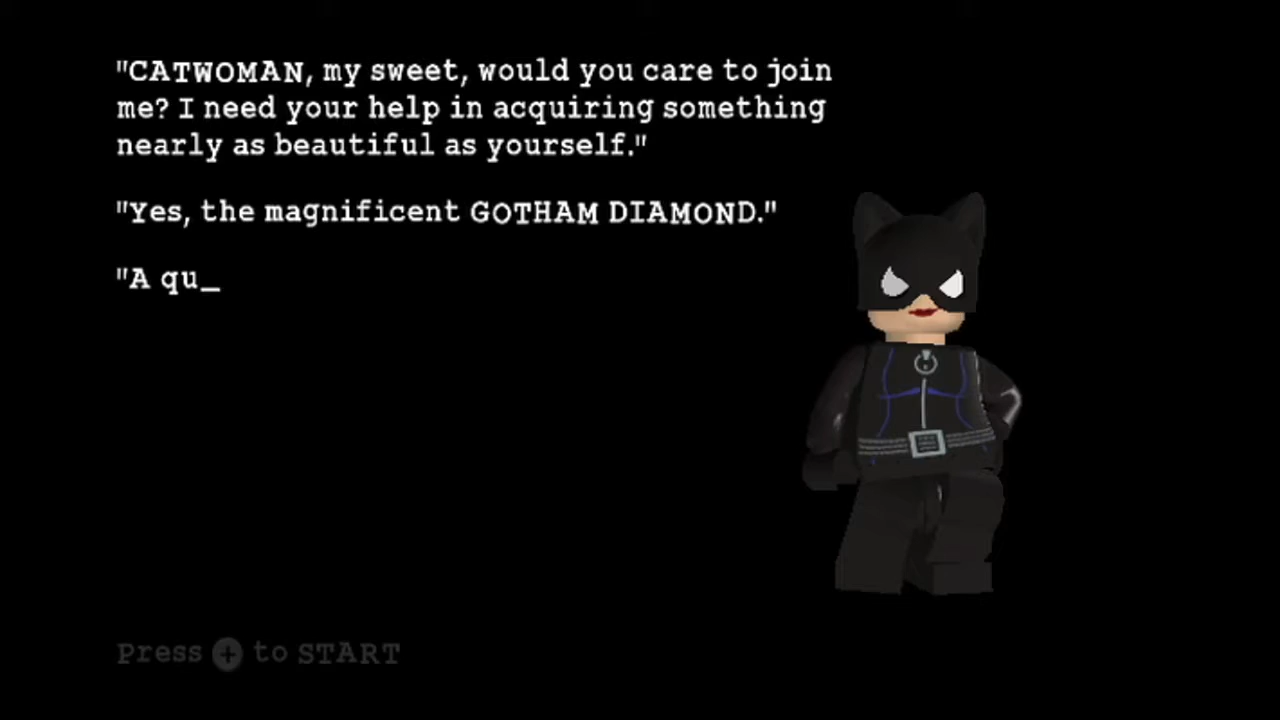 "CATWOMAN, my sweet, would you care to join
me? I need your help in acquiring something
nearly as beautiful as yourself."
"Yes, the magnificent GOTHAM DIAMOND."
"A qu_
Press + to START